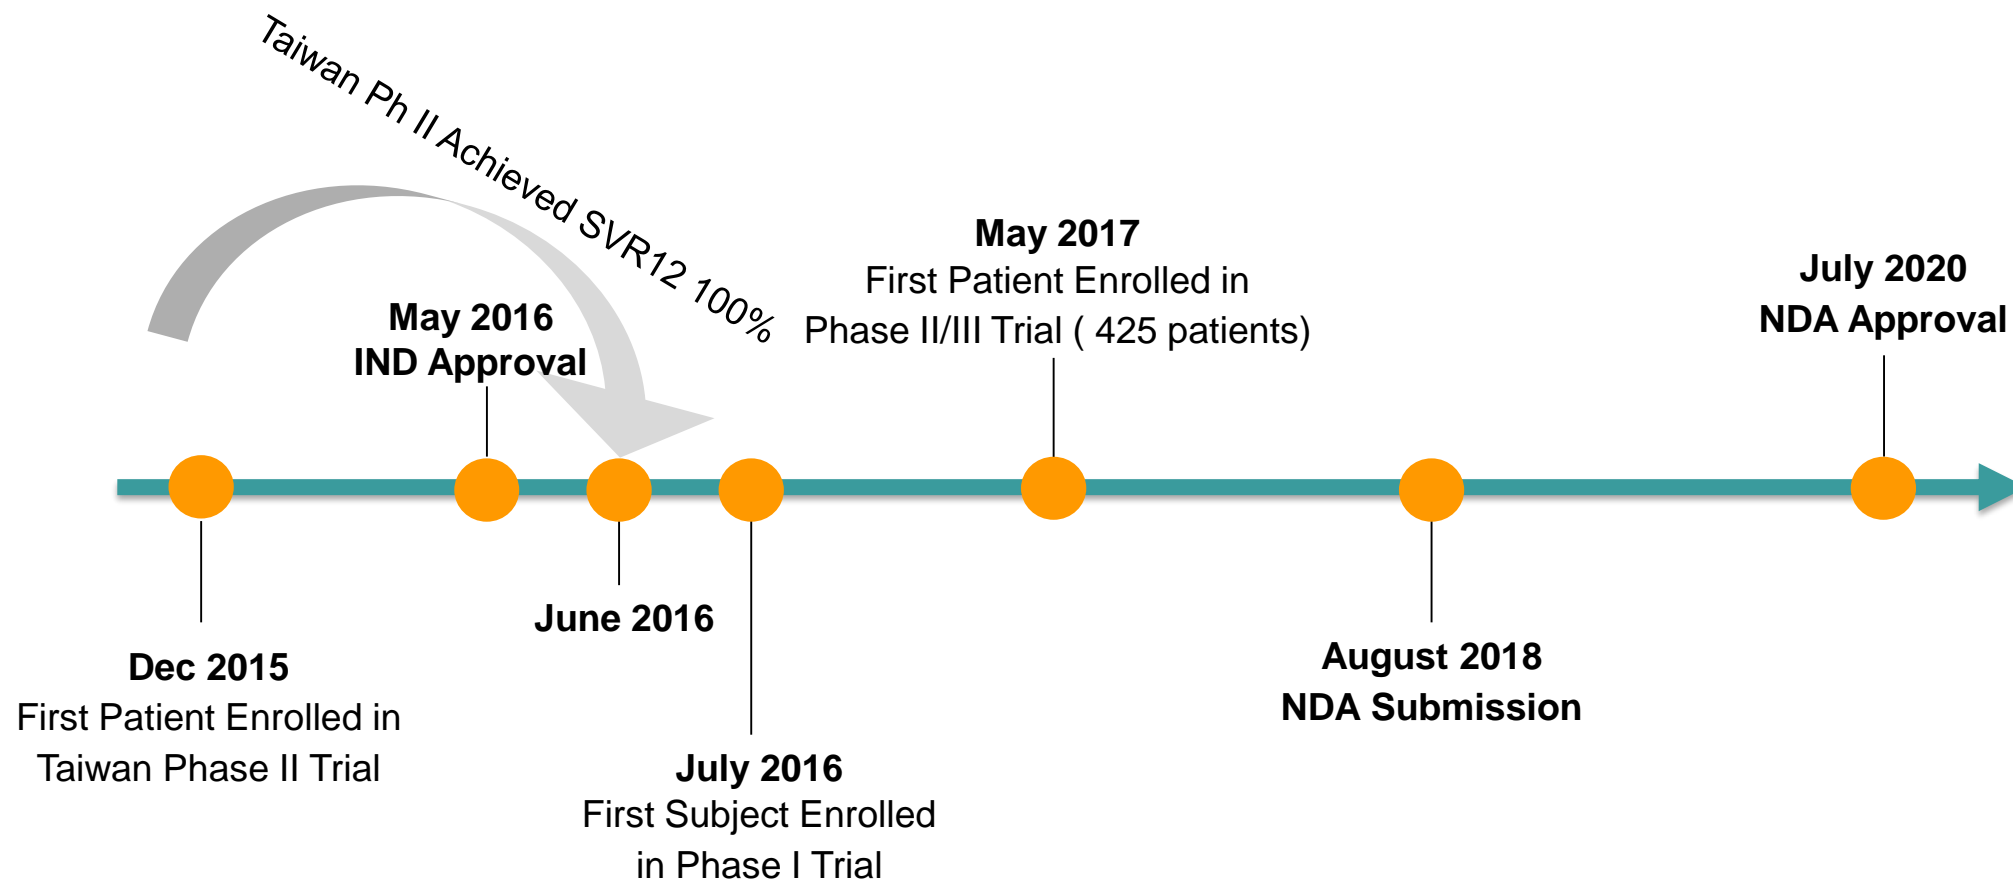 Taiwan Ph II Achieved SVR12 100%
May 2016
IND Approval
May 2017
First Patient Enrolled in
Phase II/III Trial ( 425 patients)
July 2020
NDA Approval
Dec 2015
First Patient Enrolled in
Taiwan Phase II Trial
June 2016
July 2016
First Subject Enrolled
in Phase I Trial
August 2018
NDA Submission